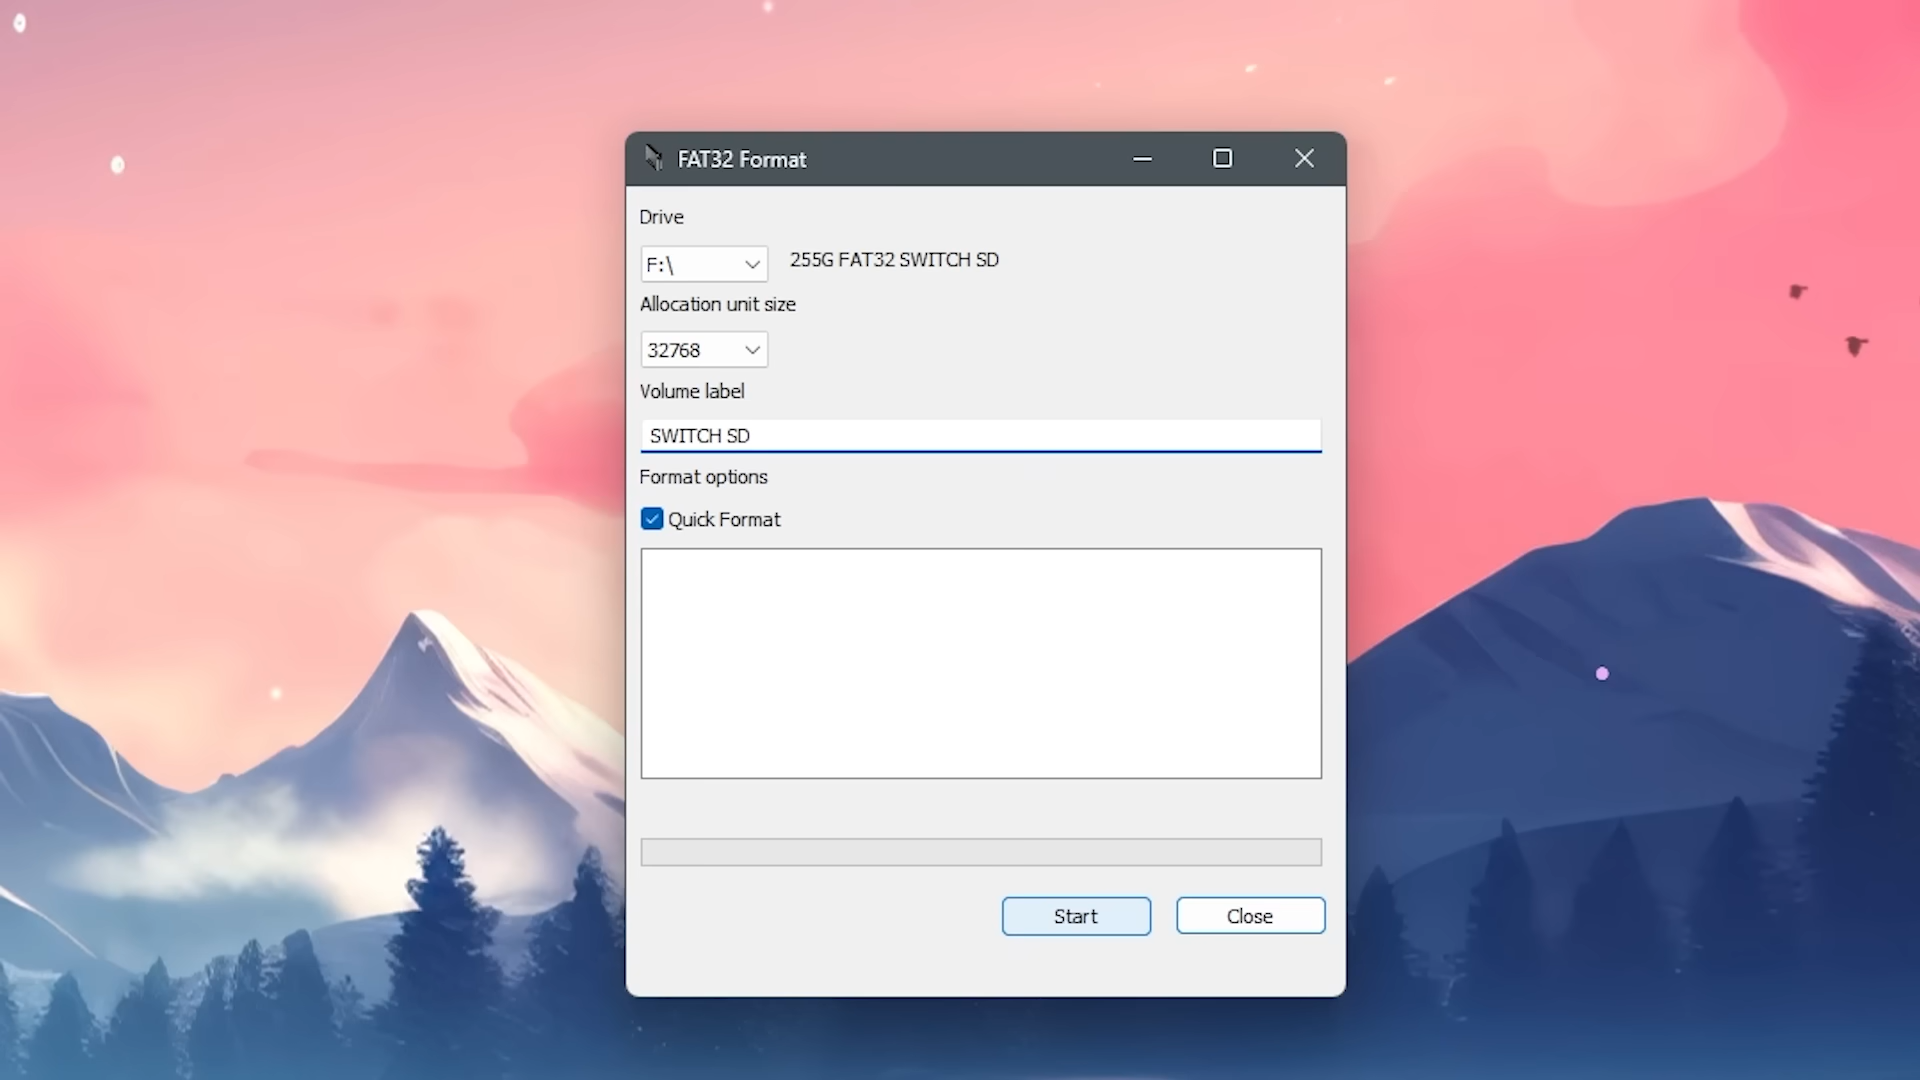 FAT32 Format
Drive
F:\
255G FAT32 SWITCH SD
Allocation unit size
32768
Volume label
SWITCH SD
Format options
Quick Format
Start
Close